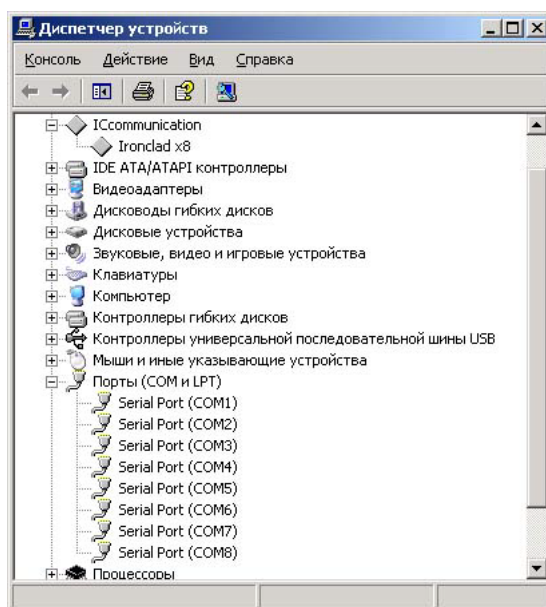 Диспетчер устройств
Консоль Действие Вид Справка
ICcommunication
Ironclad x8
IDE ATA/ATAPI контроллеры
Видеоадаптеры
Дисководы гибких дисков
Дисковые устройства
Звуковые, видео и игровые устройства
Клавиатуры
Компьютер
Контроллеры гибких дисков
Контроллеры универсальной последовательной шины USB
Мыши и иные указывающие устройства
Порты (COM и LPT)
Serial Port (COM1)
Serial Port (COM2)
Serial Port (COM3)
Serial Port (COM4)
Serial Port (COM5)
Serial Port (COM6)
Serial Port (COM7)
Serial Port (COM8)
Процессоры